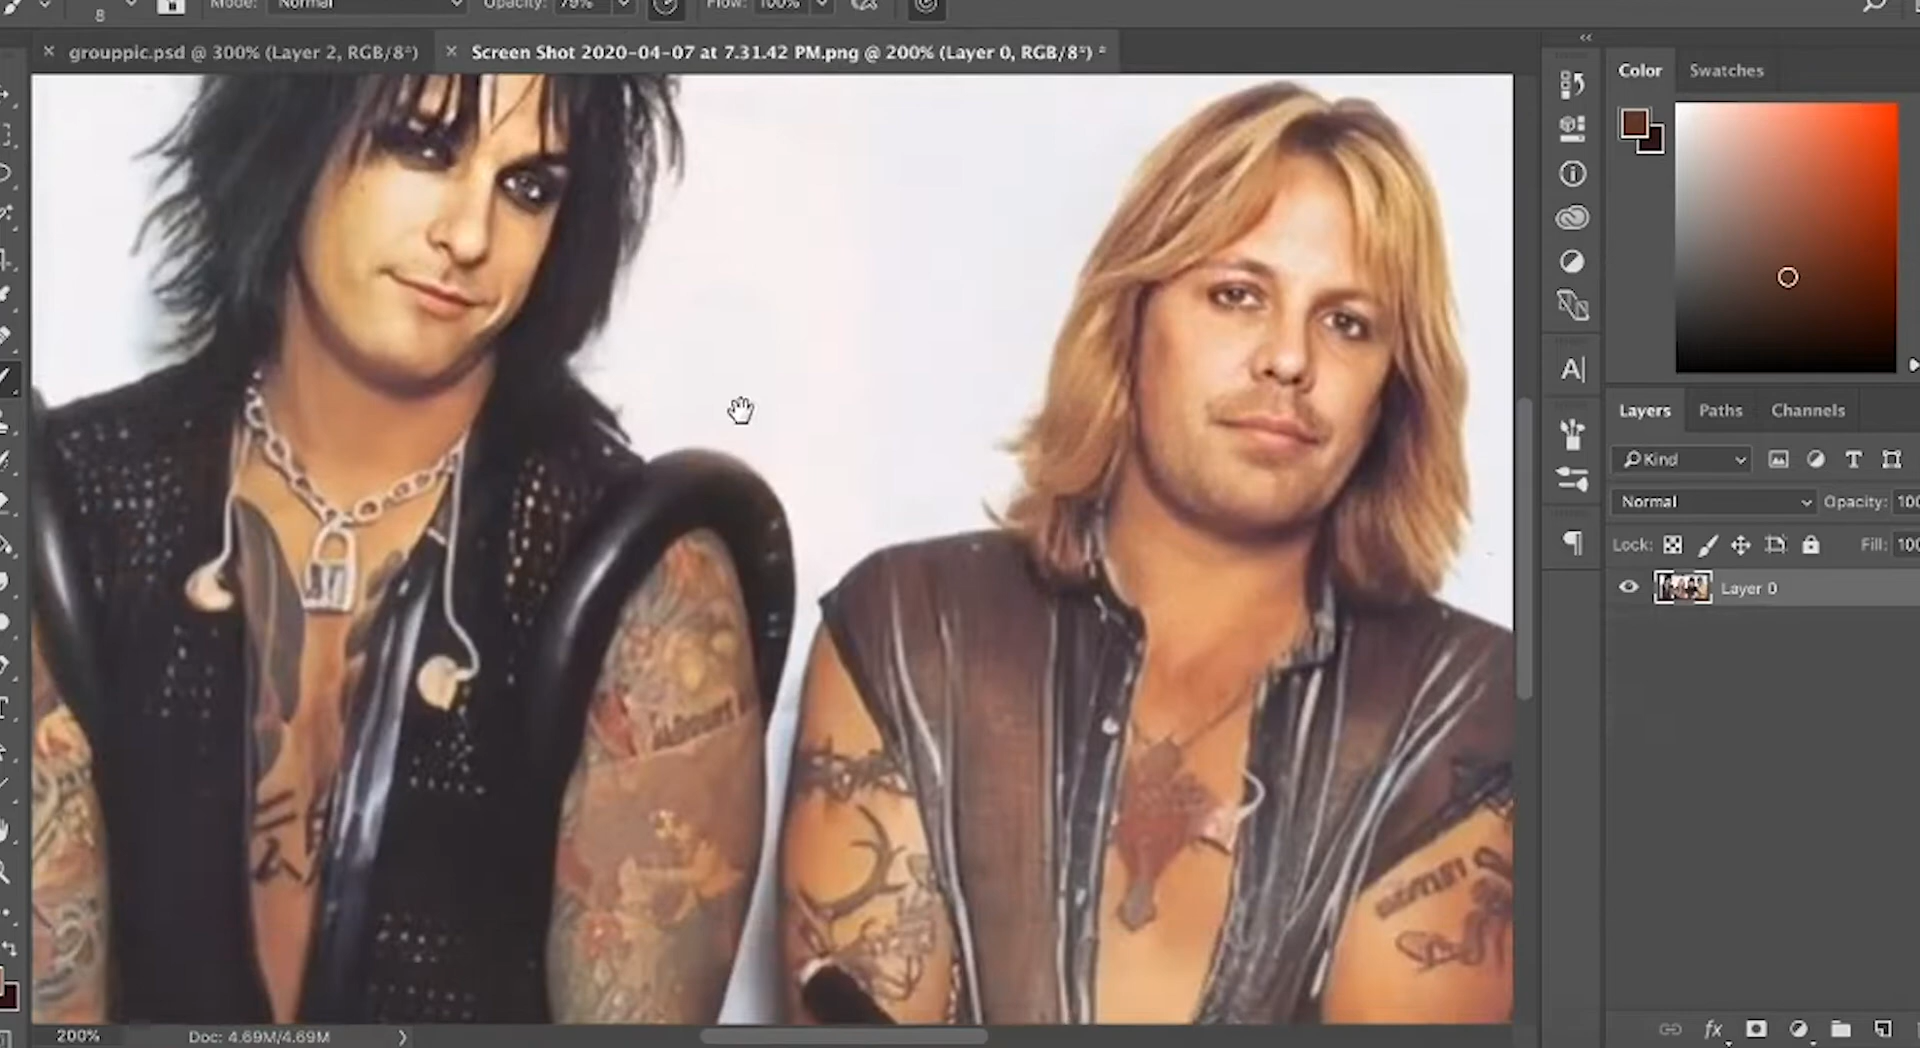 8 Mode: Normal Opacity: 79% Flow: 100%
× grouppic.psd @ 300% (Layer 2, RGB/8*) × Screen Shot 2020-04-07 at 7.31.42 PM.png @ 200% (Layer 0, RGB/8*) *
Color Swatches
Layers Paths Channels
Kind
Normal Opacity: 100
Lock: Fill: 100
Layer 0
fx
200% Doc: 4.69M/4.69M